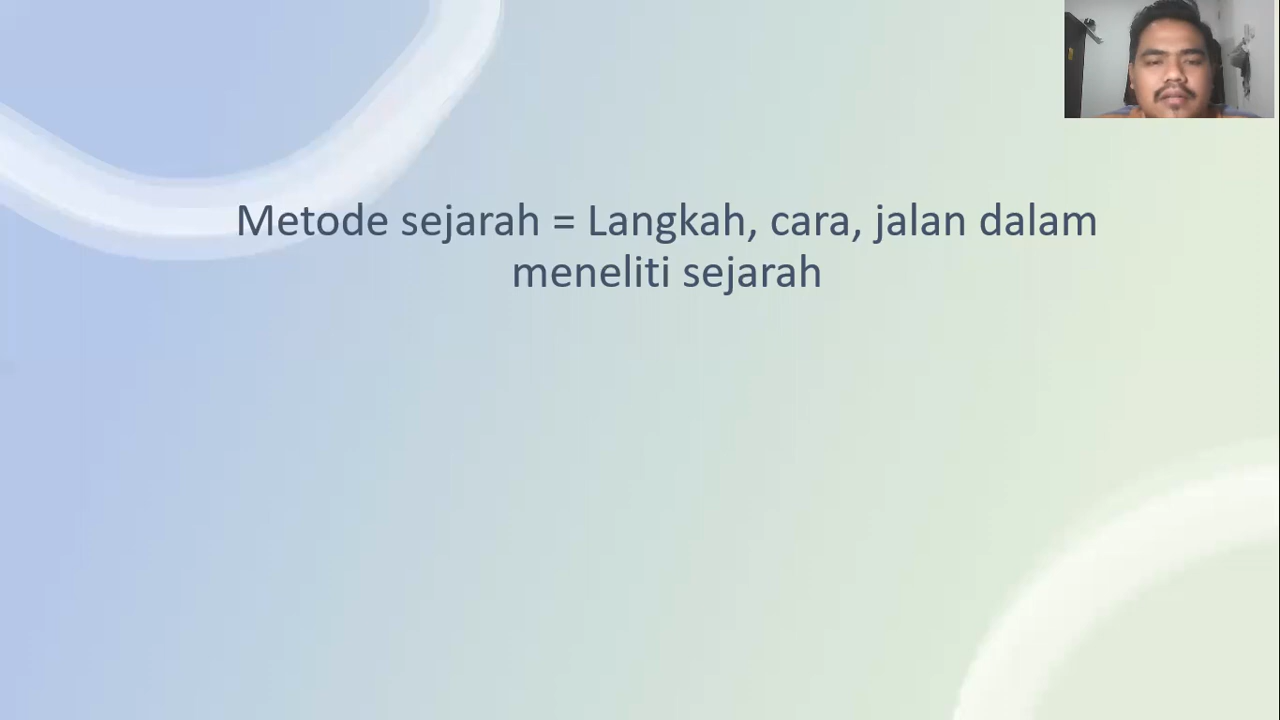 Metode sejarah = Langkah, cara, jalan dalam
meneliti sejarah